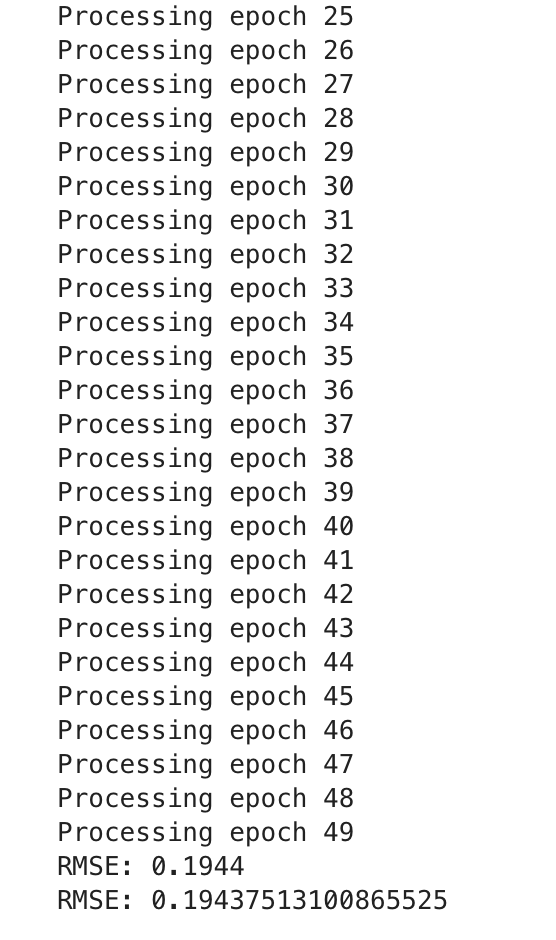 Processing epoch 25
Processing epoch 26
Processing epoch 27
Processing epoch 28
Processing epoch 29
Processing epoch 30
Processing epoch 31
Processing epoch 32
Processing epoch 33
Processing epoch 34
Processing epoch 35
Processing epoch 36
Processing epoch 37
Processing epoch 38
Processing epoch 39
Processing epoch 40
Processing epoch 41
Processing epoch 42
Processing epoch 43
Processing epoch 44
Processing epoch 45
Processing epoch 46
Processing epoch 47
Processing epoch 48
Processing epoch 49
RMSE: 0.1944
RMSE: 0.19437513100865525